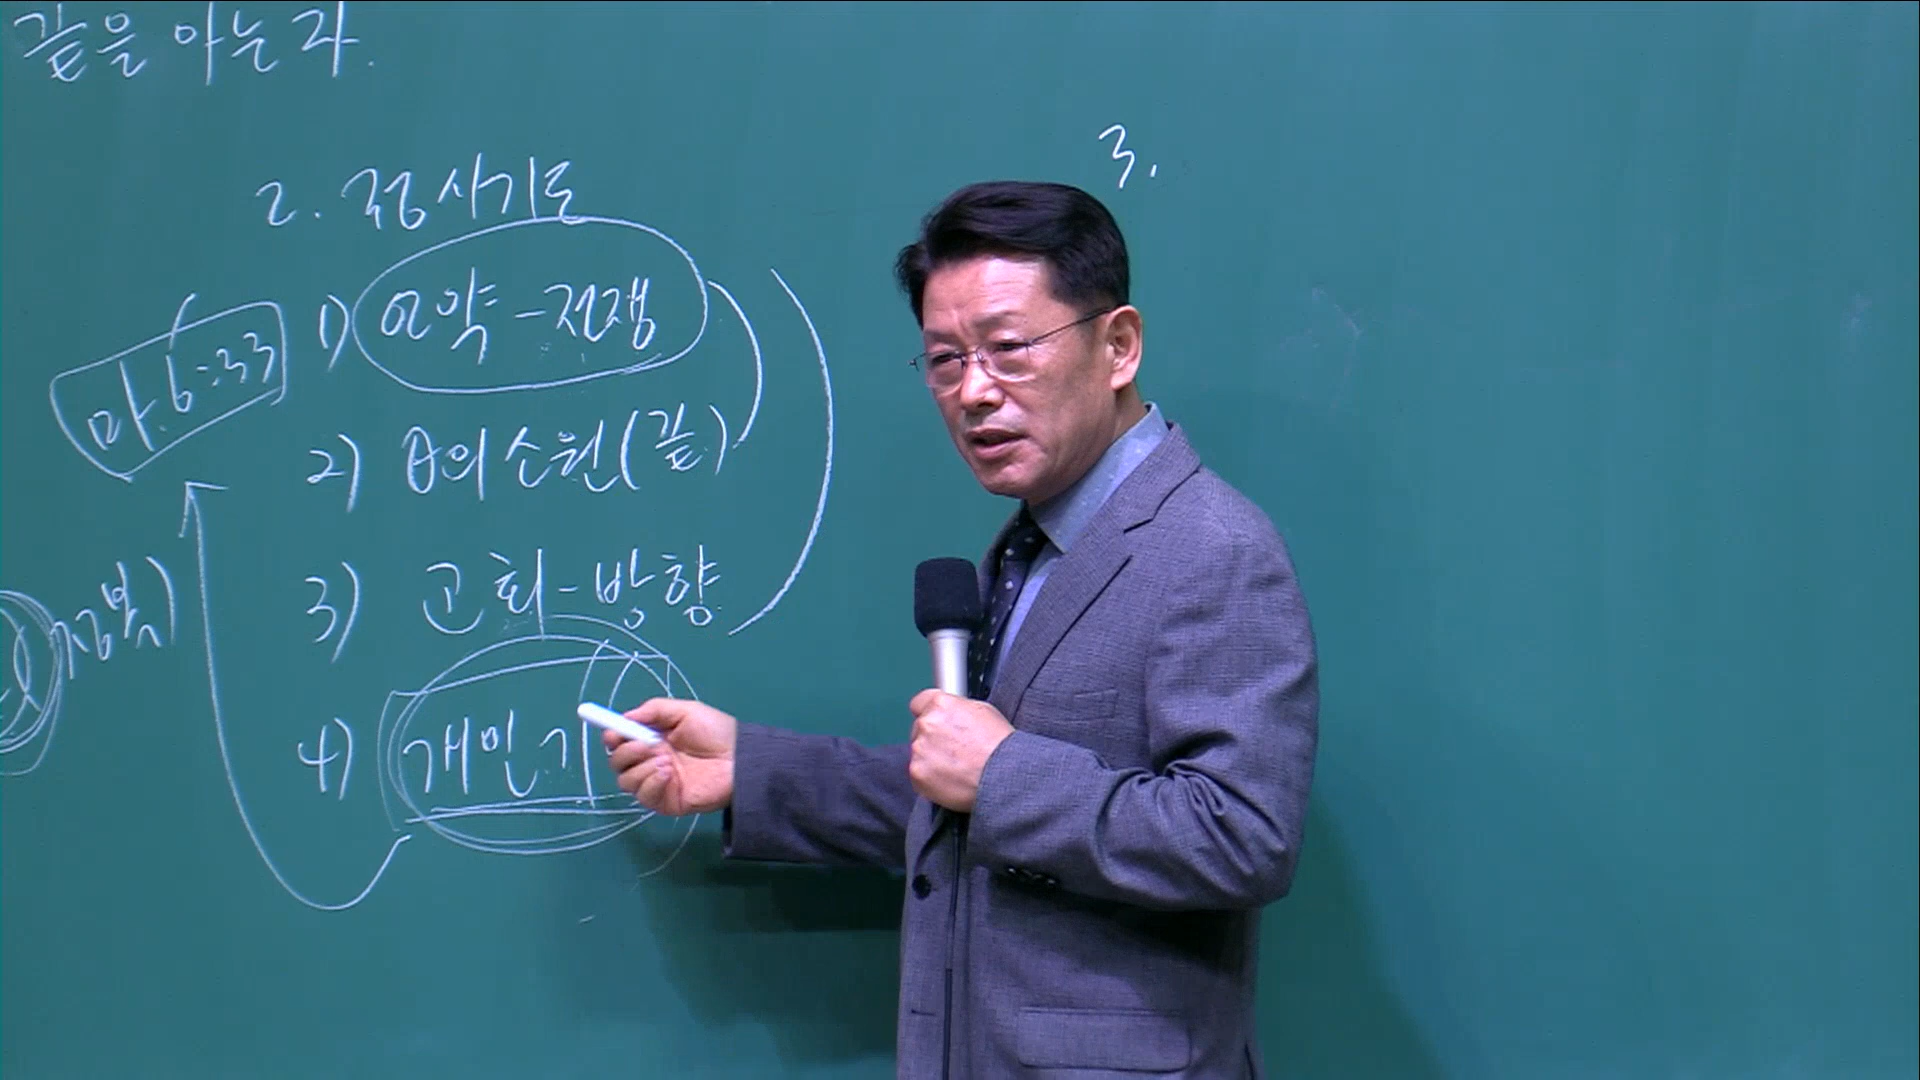 끝을 아는 자.
2. 정사기도
1) 언약-전쟁
마.6:33
2) θ의 소원(끝)
3) 교회-방향
4) 개인기
3.